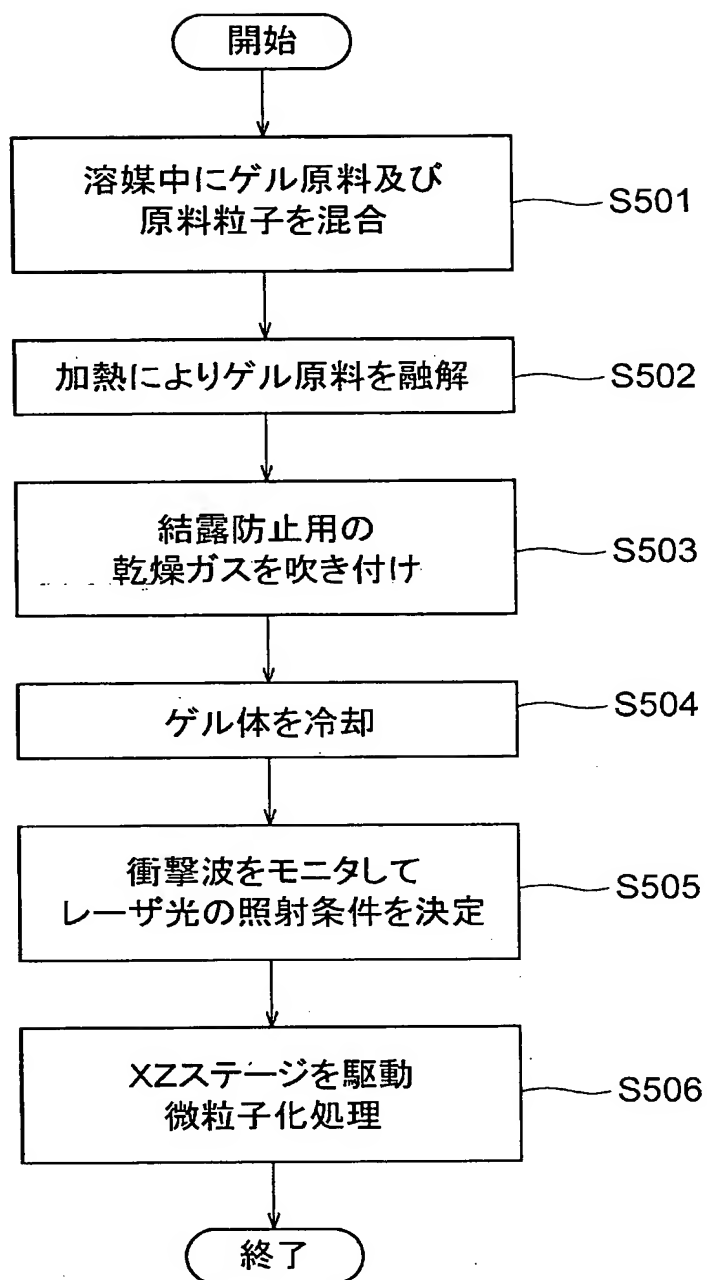 開始
溶媒中にゲル原料及び
原料粒子を混合
S501
加熱によりゲル原料を融解
S502
結露防止用の
乾燥ガスを吹き付け
S503
ゲル体を冷却
S504
衝撃波をモニタして
レーザ光の照射条件を決定
S505
XZステージを駆動
微粒子化処理
S506
終了